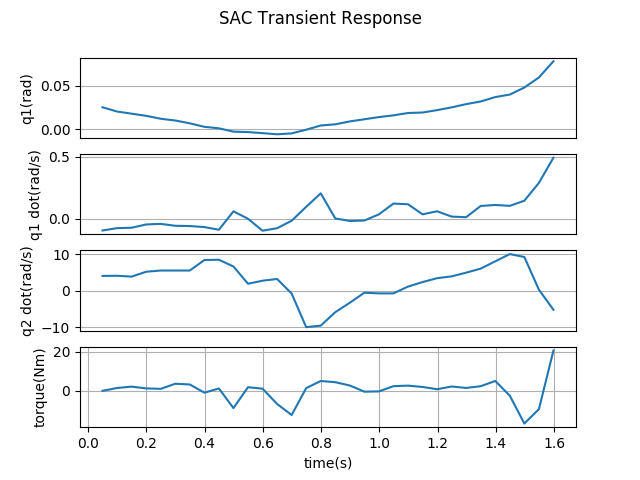 SAC Transient Response
q1(rad)
0.05
0.00
q1 dot(rad/s)
0.5
0.0
q2 dot(rad/s)
10
0
−10
torque(Nm)
20
0
0.0 0.2 0.4 0.6 0.8 1.0 1.2 1.4 1.6
time(s)